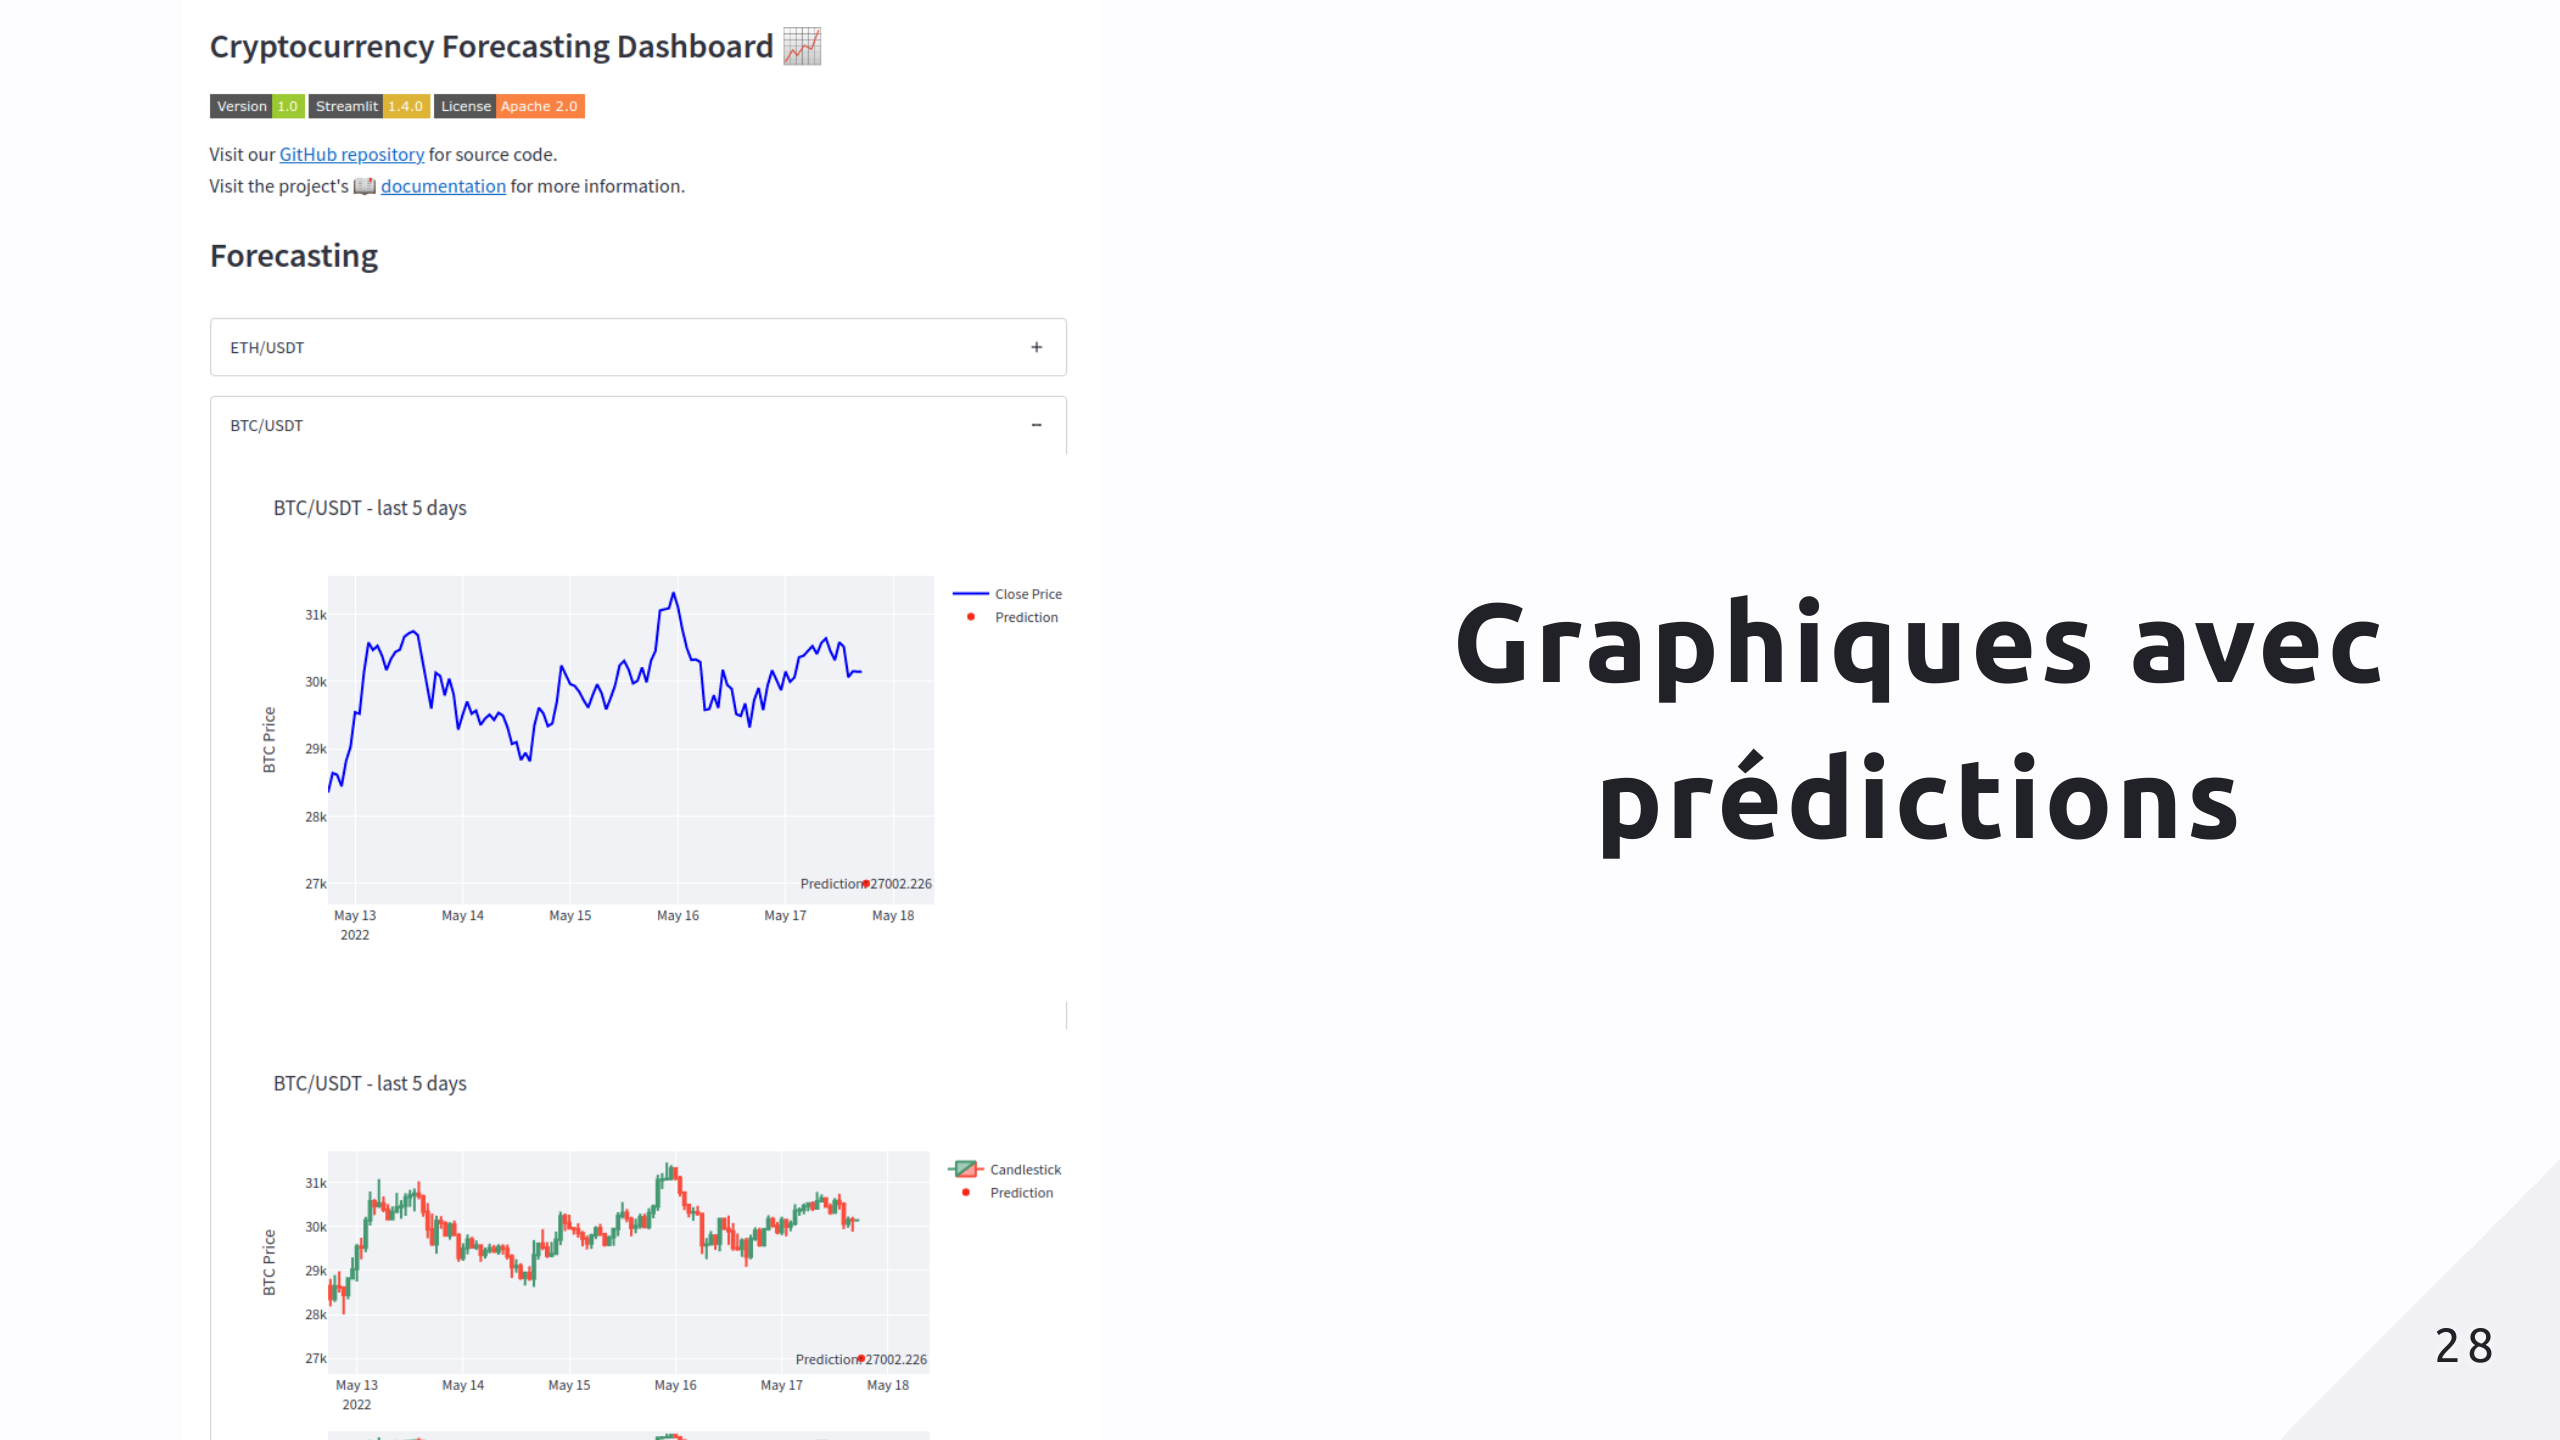 Cryptocurrency Forecasting Dashboard
Version 1.0 Streamlit 1.4.0 License Apache 2.0
Visit our GitHub repository for source code.
Visit the project's documentation for more information.
Forecasting
ETH/USDT +
BTC/USDT −
BTC/USDT - last 5 days
Close Price
Prediction
31k
30k
29k
28k
27k
BTC Price
Prediction: 27002.226
May 13 May 14 May 15 May 16 May 17 May 18
2022
BTC/USDT - last 5 days
Candlestick
Prediction
31k
30k
29k
28k
27k
BTC Price
Prediction: 27002.226
May 13 May 14 May 15 May 16 May 17 May 18
2022
Graphiques avec
prédictions
28